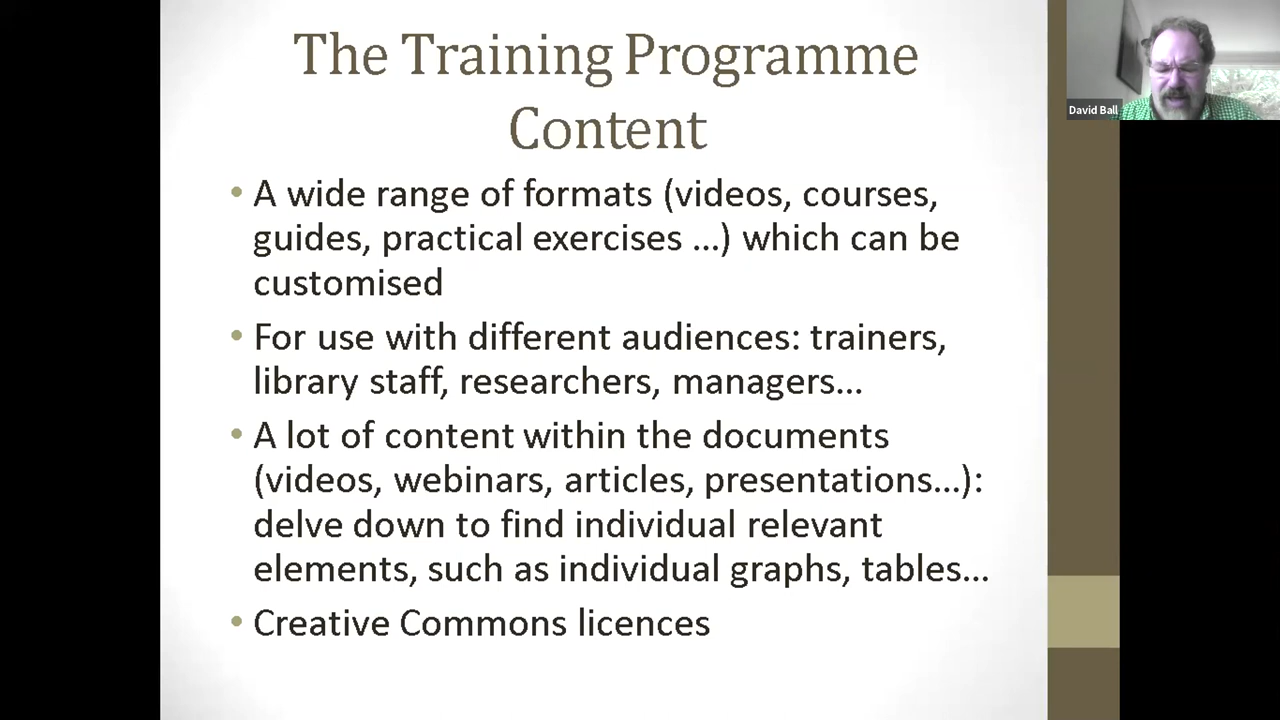 The Training Programme
Content
• A wide range of formats (videos, courses,
guides, practical exercises …) which can be
customised
• For use with different audiences: trainers,
library staff, researchers, managers…
• A lot of content within the documents
(videos, webinars, articles, presentations…):
delve down to find individual relevant
elements, such as individual graphs, tables…
• Creative Commons licences
David Ball